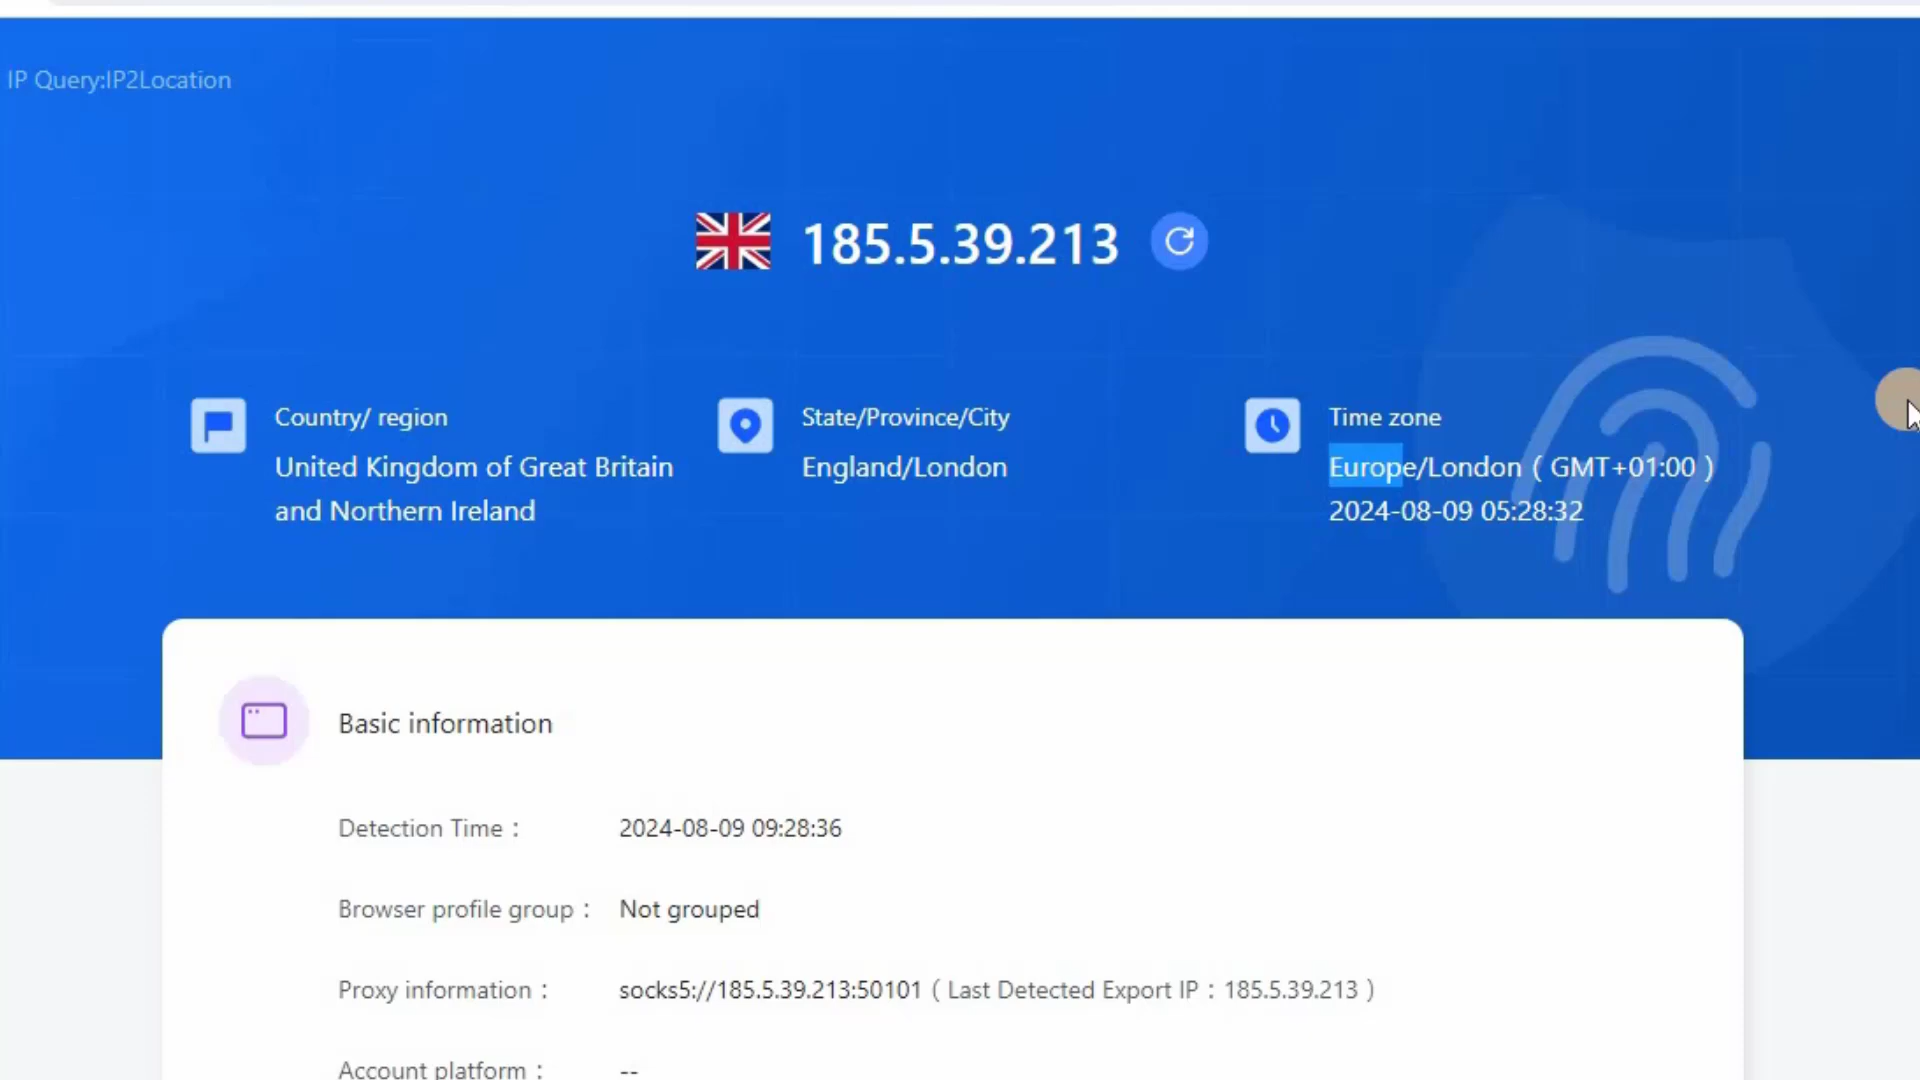 IP Query:IP2Location
185.5.39.213
Country/ region
United Kingdom of Great Britain
and Northern Ireland
State/Province/City
England/London
Time zone
Europe/London ( GMT+01:00 )
2024-08-09 05:28:32
Basic information
Detection Time : 2024-08-09 09:28:36
Browser profile group : Not grouped
Proxy information : socks5://185.5.39.213:50101 ( Last Detected Export IP : 185.5.39.213 )
Account platform : --